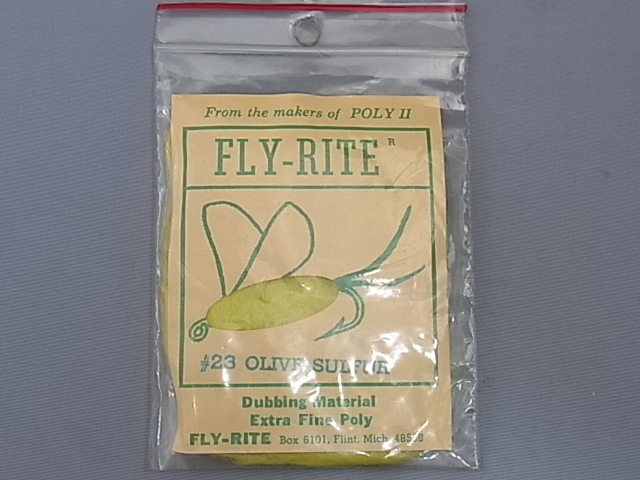 From the makers of POLY II
FLY-RITE R
#23 OLIVE SULFUR
Dubbing Material
Extra Fine Poly
FLY-RITE Box 6101, Flint, Mich.